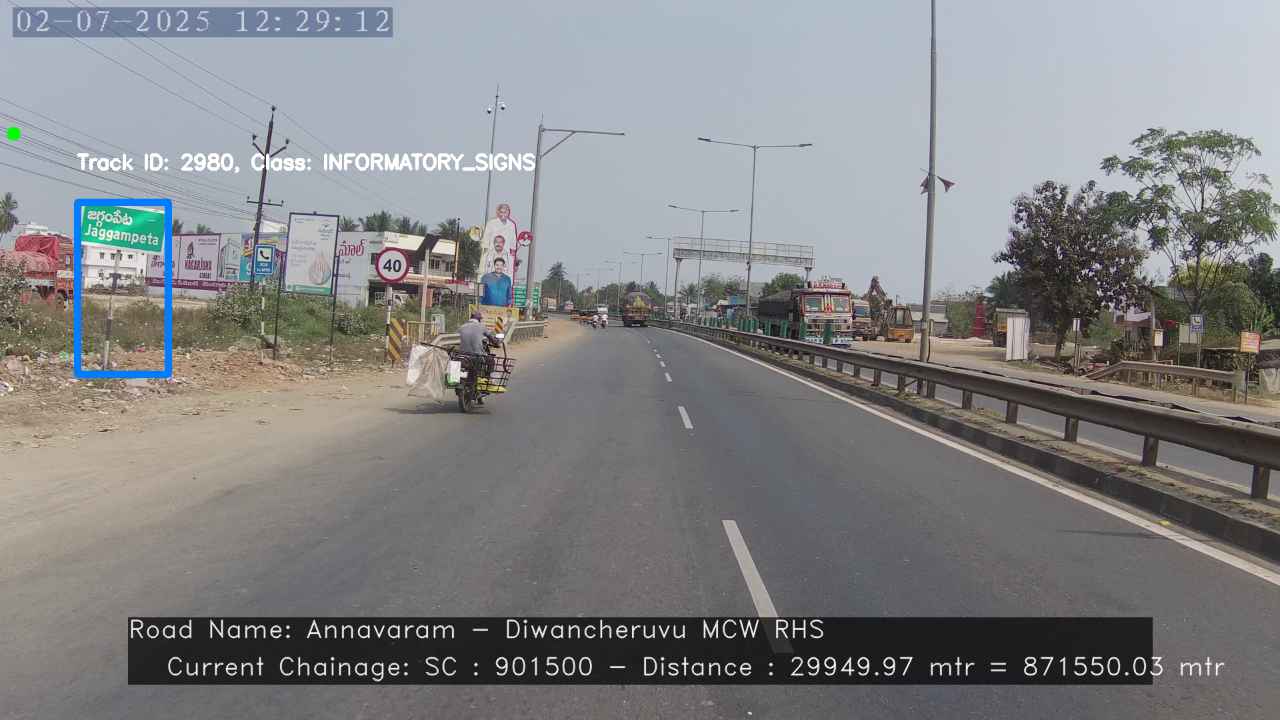 02-07-2025 12:29:12
Track ID: 2980, Class: INFORMATORY_SIGNS
జగ్గంపేట
Jaggampeta
NAGARJUNA
40
Road Name: Annavaram - Diwancheruvu MCW RHS
Current Chainage: SC : 901500 - Distance : 29949.97 mtr = 871550.03 mtr